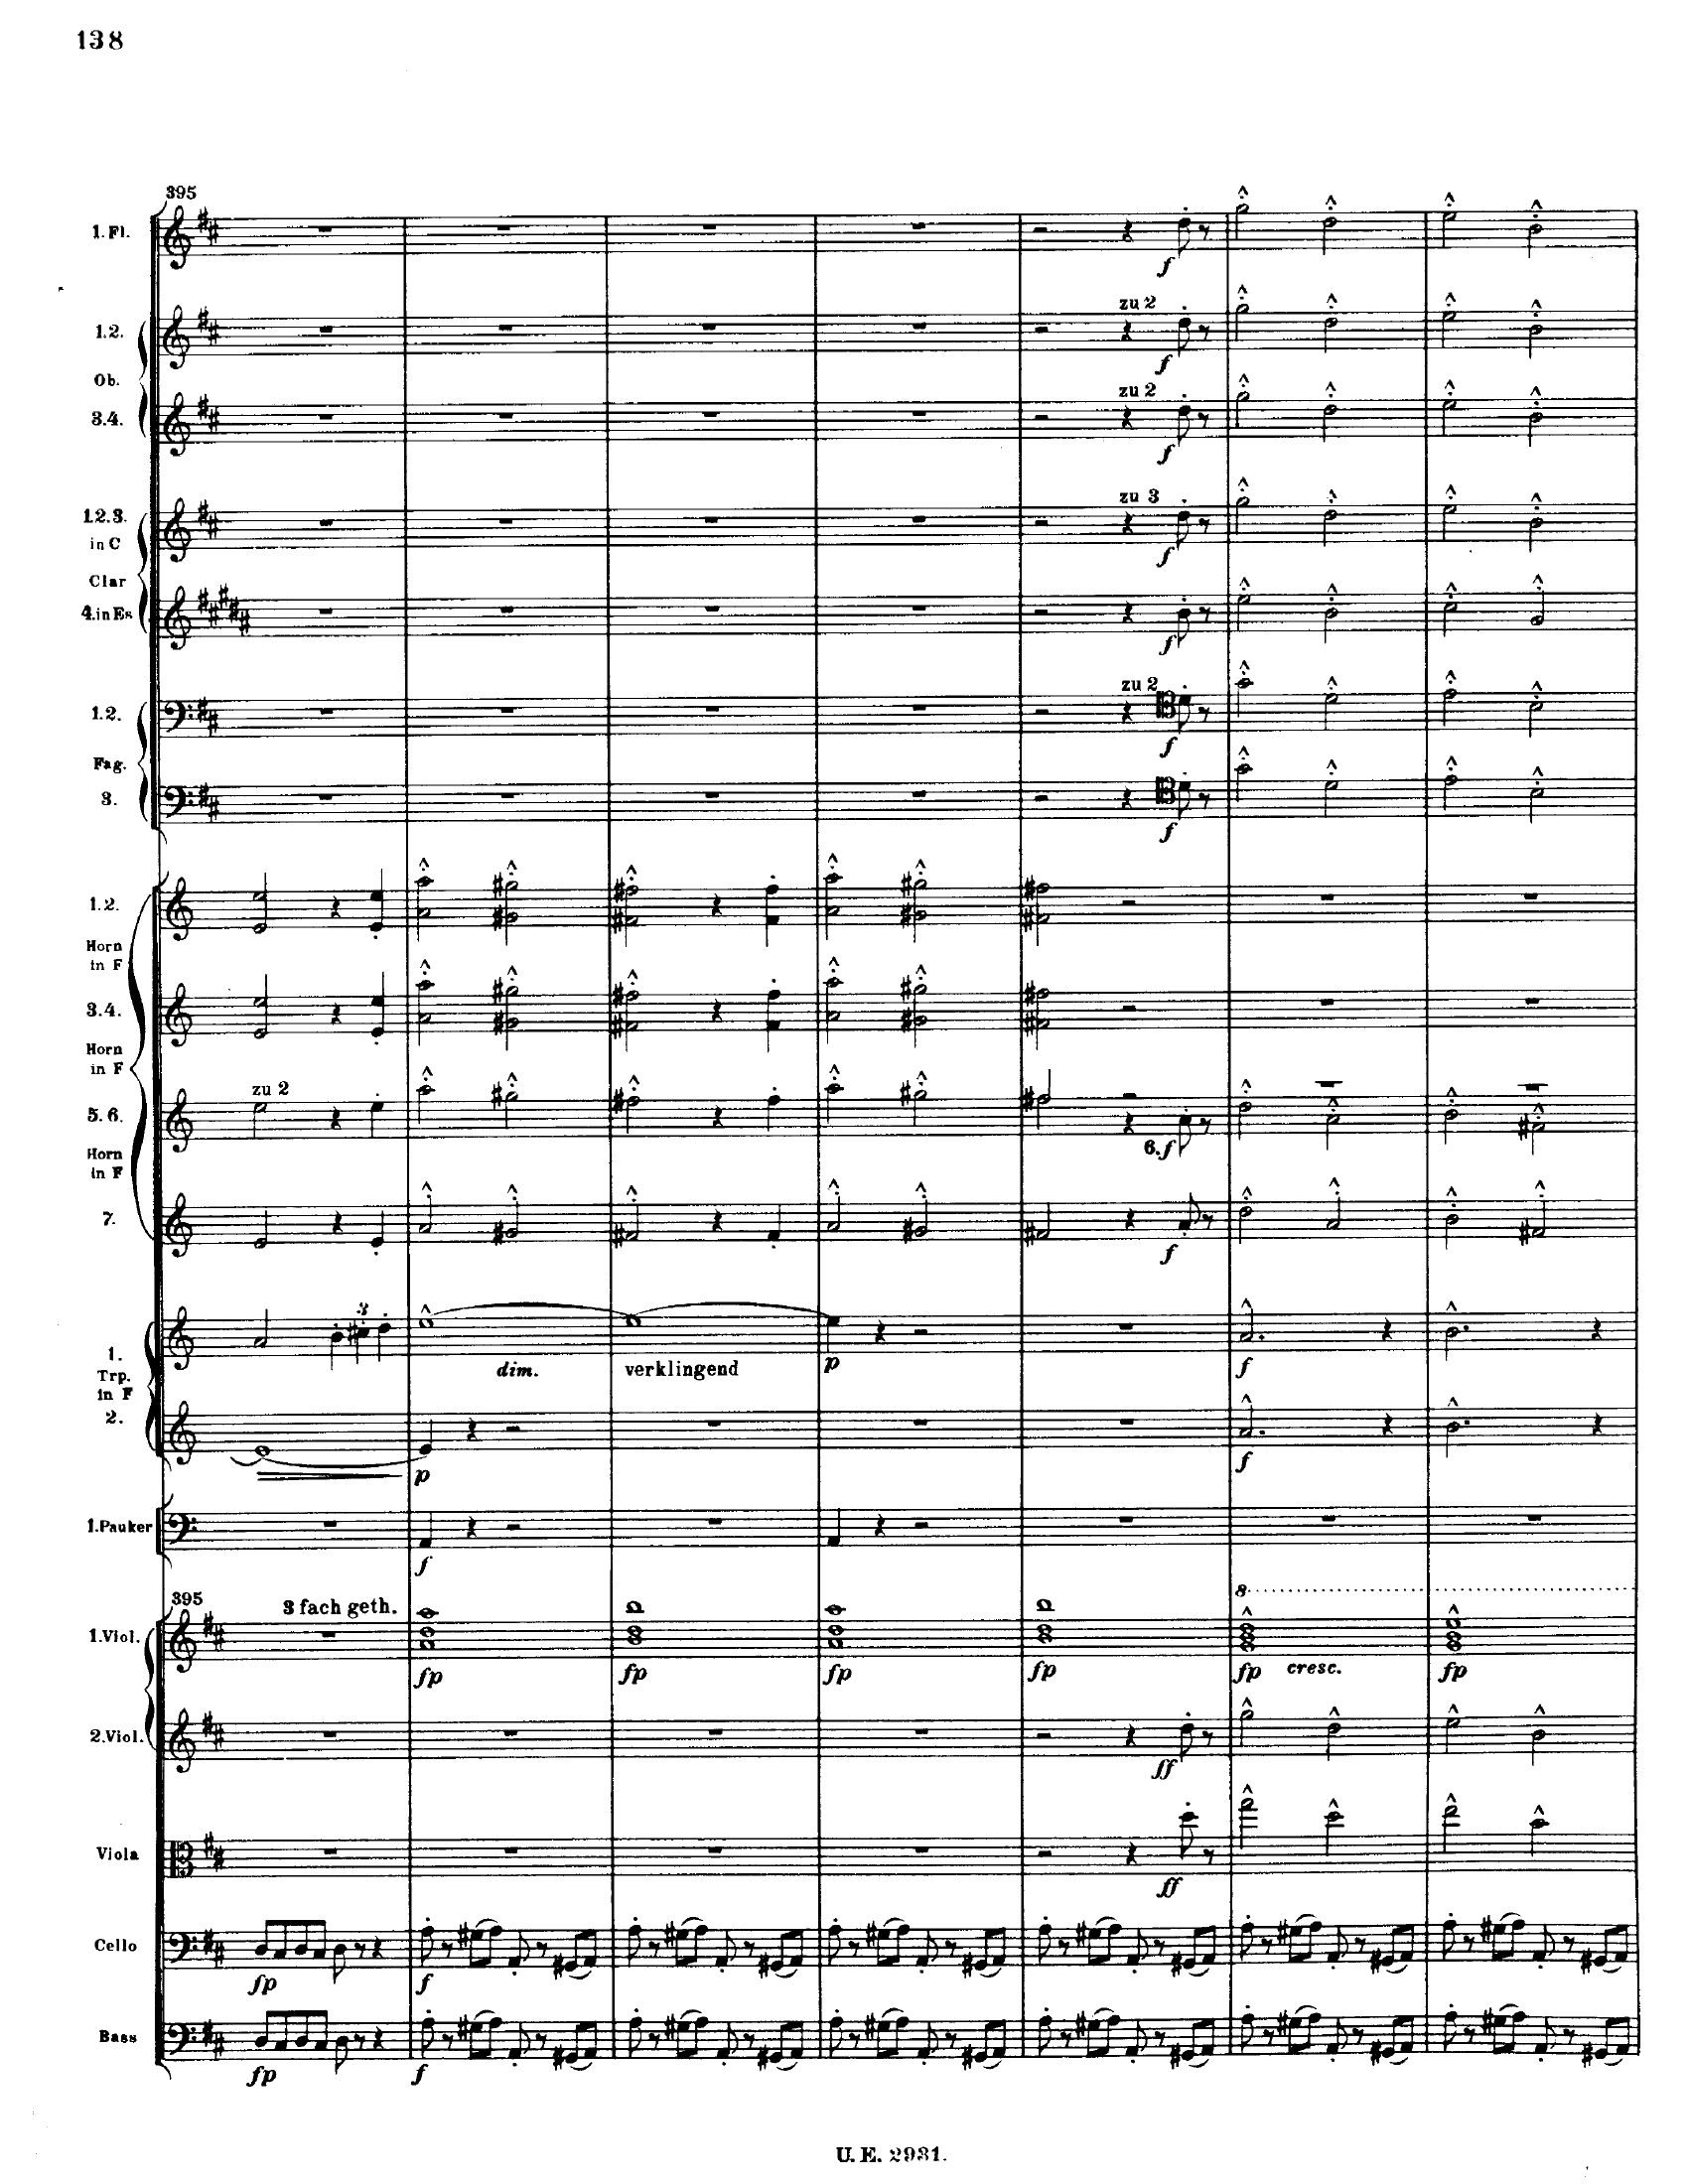 138
395
1. Fl.
f
zu 2
1.2.
f
Ob.
zu 2
3.4.
f
zu 3
1.2.3.
in C
f
Clar
4.in Es
f
zu 2
1.2.
f
Fag.
3.
f
1.2.
Horn
in F
3.4.
Horn
in F
zu 2
5.6.
6. f
Horn
in F
7.
f
3
1.
dim. verklingend p f
Trp.
in F
2.
p f
1.Pauker
f
8
395
3 fach geth.
1.Viol.
fp fp fp fp fp cresc. fp
2.Viol.
ff
Viola
ff
Cello
fp f
Bass
fp f
U. E. 2931.